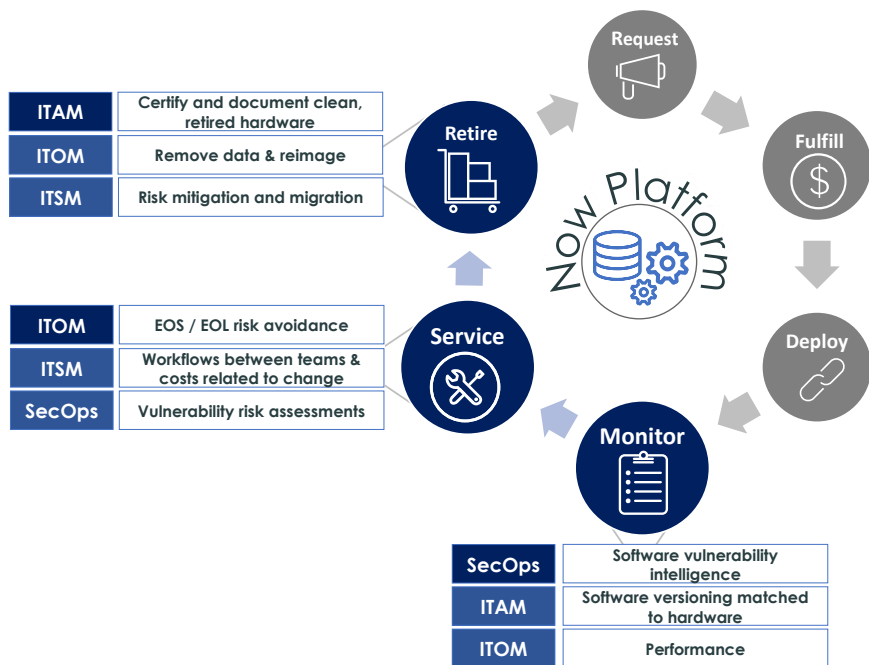 Request
Fulfill
$
Deploy
Now Platform
Retire
ITAM
Certify and document clean,
retired hardware
ITOM
Remove data & reimage
ITSM
Risk mitigation and migration
Service
ITOM
EOS / EOL risk avoidance
ITSM
Workflows between teams &
costs related to change
SecOps
Vulnerability risk assessments
Monitor
SecOps
Software vulnerability
intelligence
ITAM
Software versioning matched
to hardware
ITOM
Performance